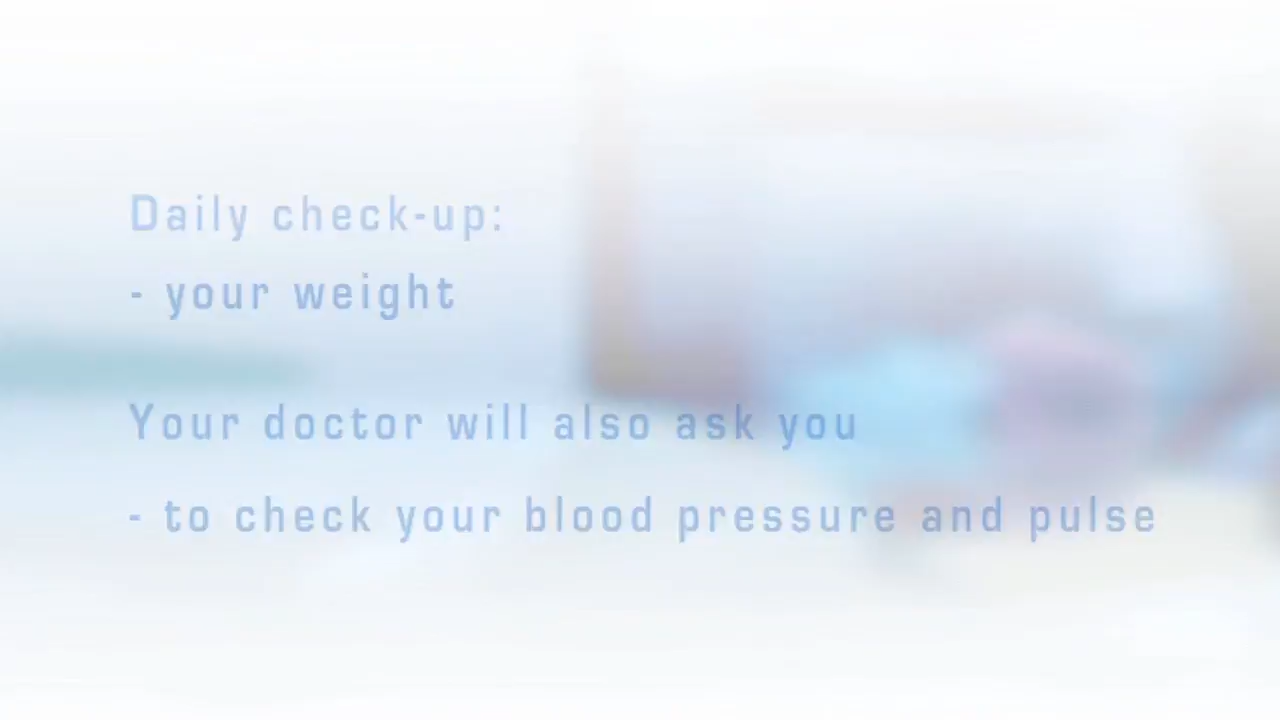 Daily check-up:
- your weight
Your doctor will also ask you
- to check your blood pressure and pulse